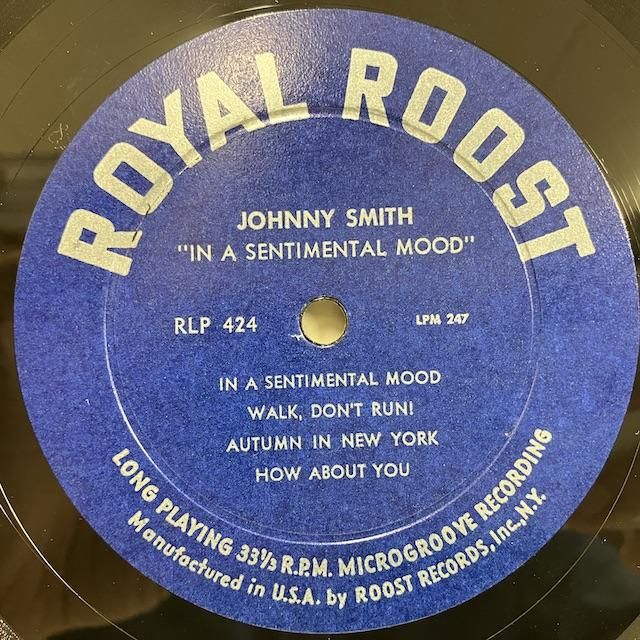 ROYAL ROOST
JOHNNY SMITH
"IN A SENTIMENTAL MOOD"
RLP 424 LPM 247
IN A SENTIMENTAL MOOD
WALK, DON'T RUN!
AUTUMN IN NEW YORK
HOW ABOUT YOU
LONG PLAYING 33⅓ R.P.M. MICROGROOVE RECORDING
Manufactured in U.S.A. by ROOST RECORDS, Inc., N.Y.